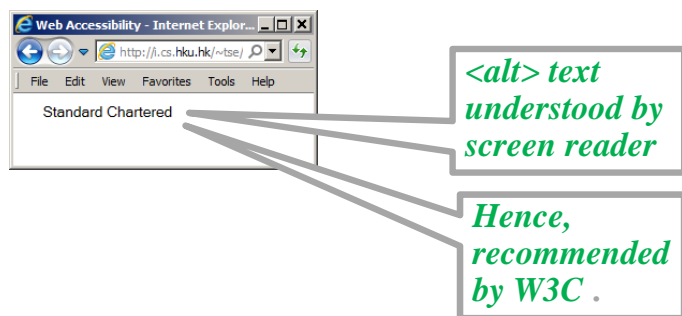 Web Accessibility - Internet Explor...
http://i.cs.hku.hk/~tse/
File Edit View Favorites Tools Help
Standard Chartered
<alt> text
understood by
screen reader
Hence,
recommended
by W3C .